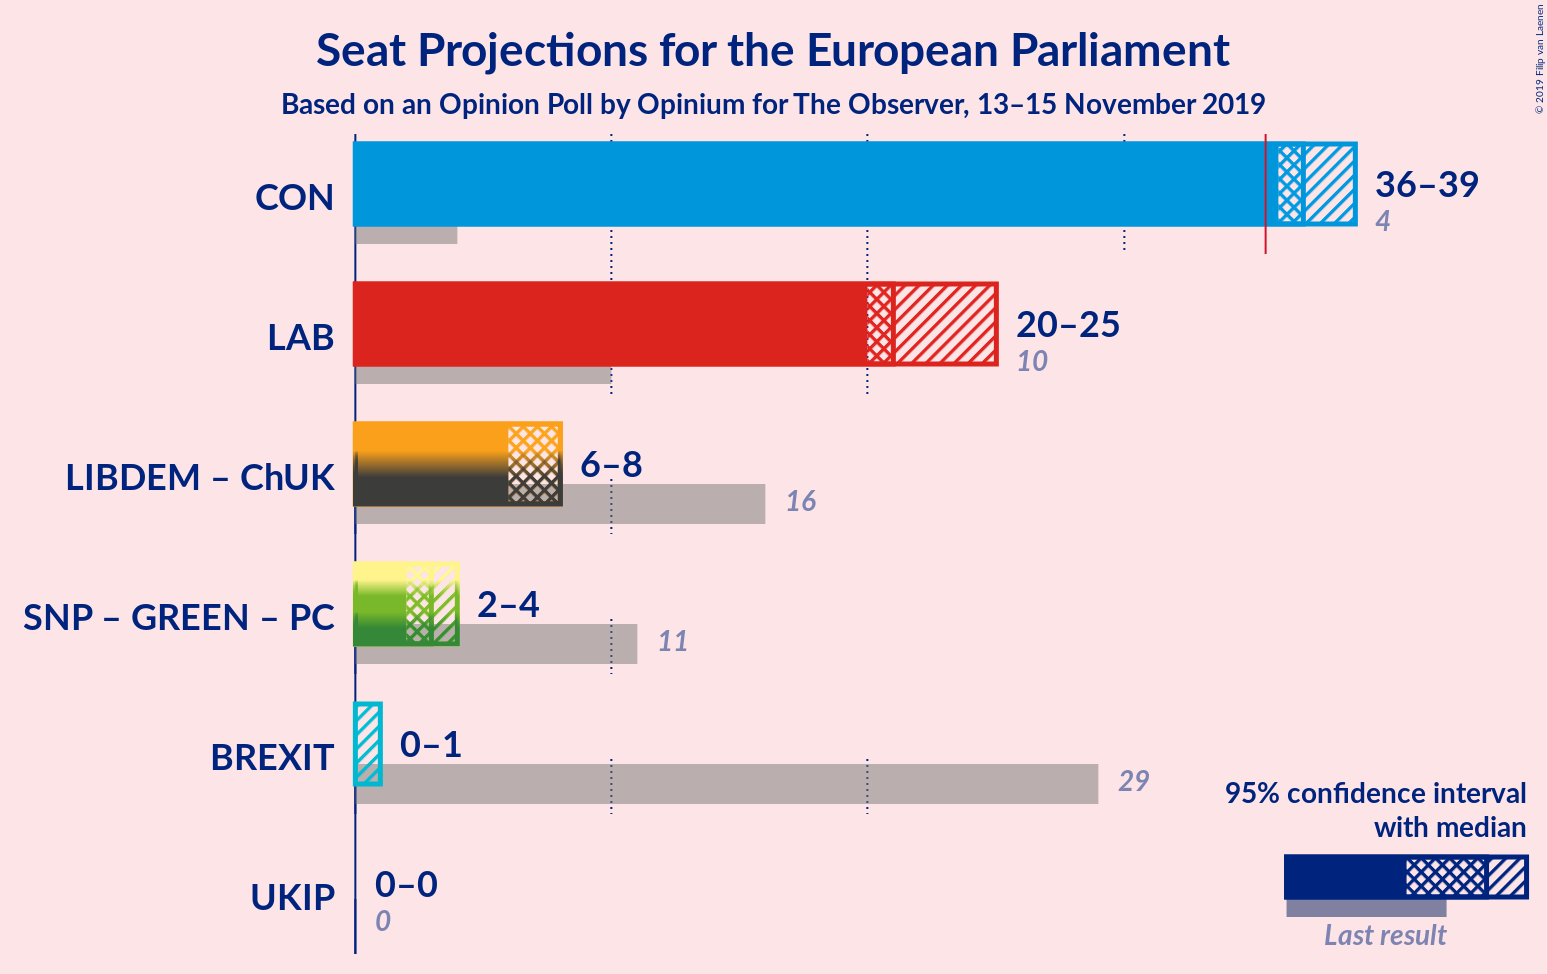 Seat Projections for the European Parliament
Based on an Opinion Poll by Opinium for The Observer, 13–15 November 2019
© 2019 Filip van Laenen
CON
36–39
4
LAB
20–25
10
LIBDEM – ChUK
6–8
16
SNP – GREEN – PC
2–4
11
BREXIT
0–1
29
UKIP
0–0
0
95% confidence interval
with median
Last result